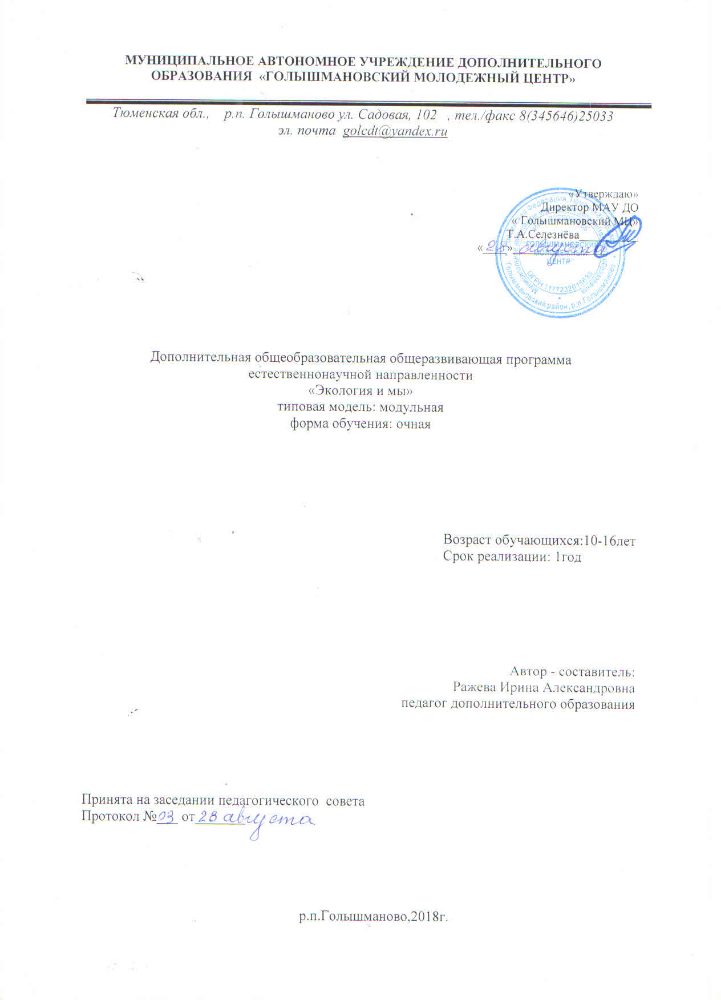 МУНИЦИПАЛЬНОЕ АВТОНОМНОЕ УЧРЕЖДЕНИЕ ДОПОЛНИТЕЛЬНОГО
ОБРАЗОВАНИЯ «ГОЛЫШМАНОВСКИЙ МОЛОДЕЖНЫЙ ЦЕНТР»
Тюменская обл., р.п. Голышманово ул. Садовая, 102 , тел./факс 8(345646)25033
эл. почта golcdt@yandex.ru
«Утверждаю»
Директор МАУ ДО
« Голышмановский МЦ»
Т.А.Селезнёва
«28» августа
"ГОЛЫШМАНОВСКИЙ
МОЛОДЕЖНЫЙ
ЦЕНТР"
ОГРН 1177232015630
Голышмановский район, р.п.Голышманово
Дополнительная общеобразовательная общеразвивающая программа
естественнонаучной направленности
«Экология и мы»
типовая модель: модульная
форма обучения: очная
Возраст обучающихся:10-16лет
Срок реализации: 1год
Автор - составитель:
Ражева Ирина Александровна
педагог дополнительного образования
Принята на заседании педагогического совета
Протокол №03 от 28 августа
р.п.Голышманово,2018г.